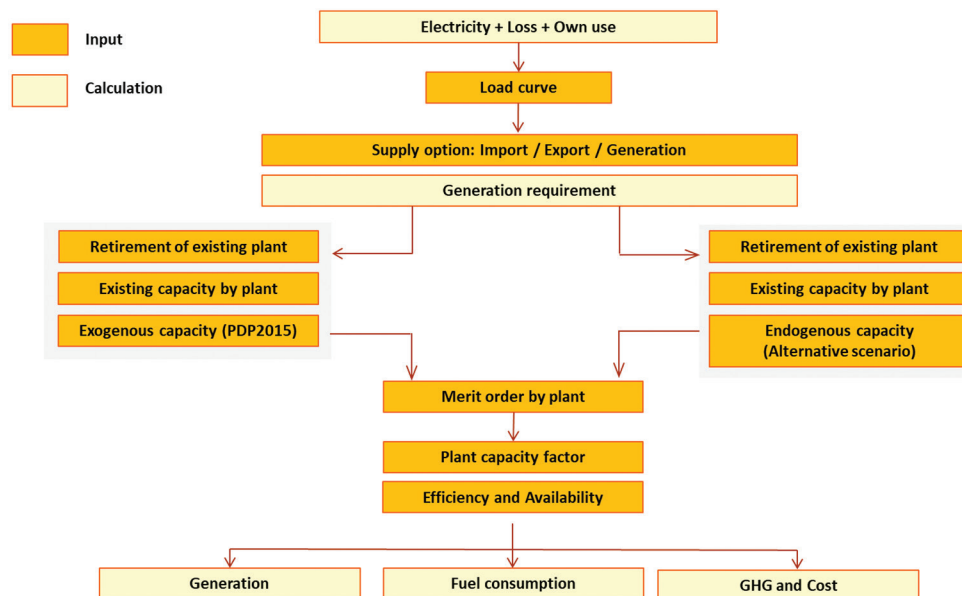 Input
Calculation
Electricity + Loss + Own use
Load curve
Supply option: Import / Export / Generation
Generation requirement
Retirement of existing plant
Existing capacity by plant
Exogenous capacity (PDP2015)
Retirement of existing plant
Existing capacity by plant
Endogenous capacity
(Alternative scenario)
Merit order by plant
Plant capacity factor
Efficiency and Availability
Generation
Fuel consumption
GHG and Cost